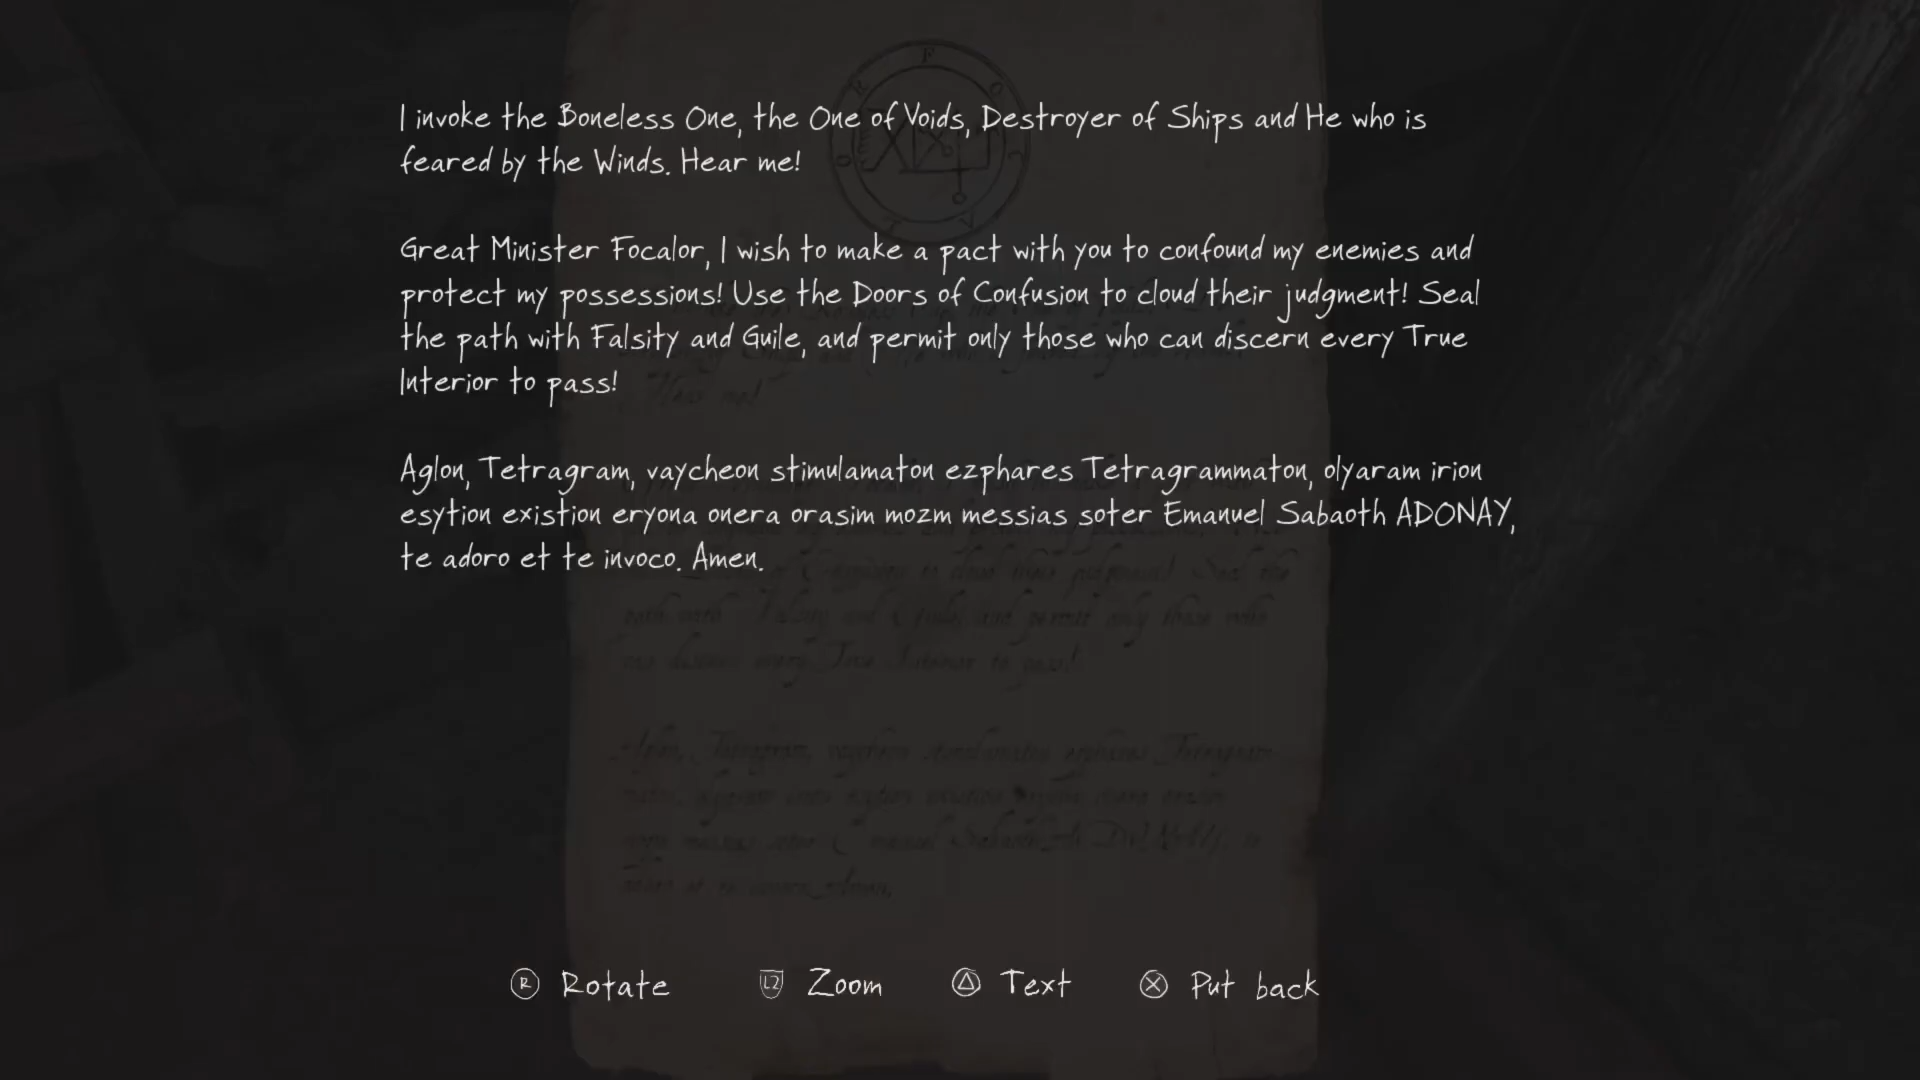 I invoke the Boneless One, the One of Voids, Destroyer of Ships and He who is
feared by the Winds. Hear me!
Great Minister Focalor, I wish to make a pact with you to confound my enemies and
protect my possessions! Use the Doors of Confusion to cloud their judgment! Seal
the path with Falsity and Guile, and permit only those who can discern every True
Interior to pass!
Aglon, Tetragram, vaycheon stimulamaton ezphares Tetragrammaton, olyaram irion
esytion existion eryona onera orasim mozm messias soter Emanuel Sabaoth ADONAY,
te adoro et te invoco. Amen.
R Rotate L2 Zoom Text Put back